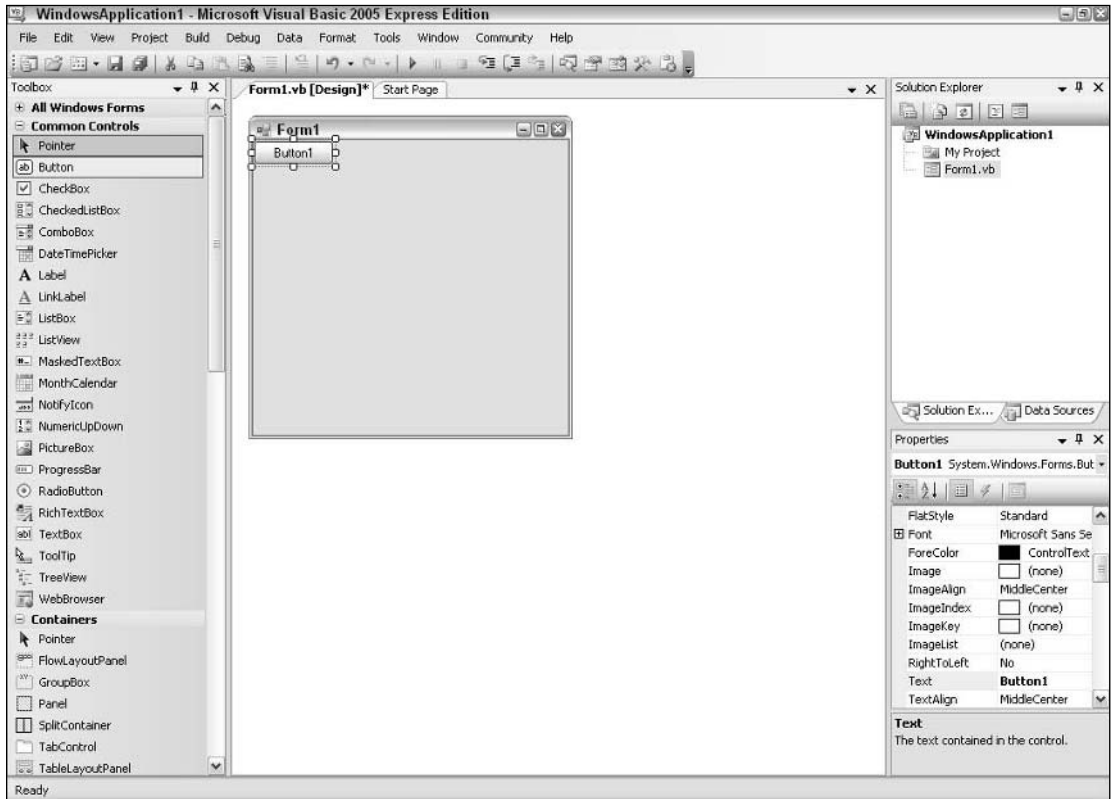 WindowsApplication1 - Microsoft Visual Basic 2005 Express Edition
File Edit View Project Build Debug Data Format Tools Window Community Help
Toolbox
All Windows Forms
Common Controls
Pointer
Button
CheckBox
CheckedListBox
ComboBox
DateTimePicker
Label
LinkLabel
ListBox
ListView
MaskedTextBox
MonthCalendar
NotifyIcon
NumericUpDown
PictureBox
ProgressBar
RadioButton
RichTextBox
TextBox
ToolTip
TreeView
WebBrowser
Containers
Pointer
FlowLayoutPanel
GroupBox
Panel
SplitContainer
TabControl
TableLayoutPanel
Form1.vb [Design]* Start Page
Form1
Button1
Solution Explorer
WindowsApplication1
My Project
Form1.vb
Solution Ex... Data Sources
Properties
Button1 System.Windows.Forms.But
FlatStyle Standard
Font Microsoft Sans Se
ForeColor ControlText
Image (none)
ImageAlign MiddleCenter
ImageIndex (none)
ImageKey (none)
ImageList (none)
RightToLeft No
Text Button1
TextAlign MiddleCenter
Text
The text contained in the control.
Ready